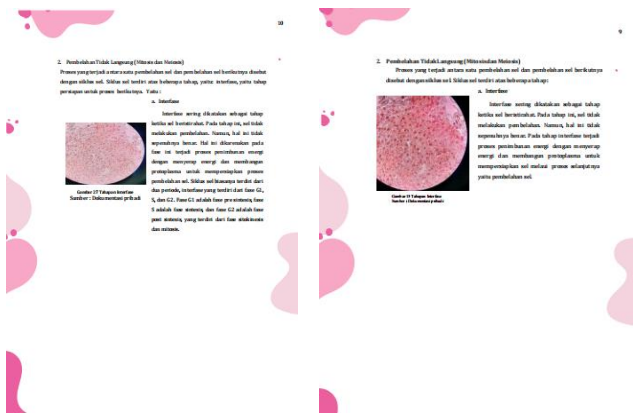 10
2. Pembelahan Tidak Langsung (Mitosis dan Meiosis)
Proses yang terjadi antara satu pembelahan sel dan pembelahan sel berikutnya disebut
dengan siklus sel. Siklus sel terdiri atas beberapa tahap, yaitu: interfase, yaitu tahap
persiapan untuk proses berikutnya. Yaitu :
a. Interfase
Interfase sering dikatakan sebagai tahap
ketika sel beristirahat. Pada tahap ini, sel tidak
melakukan pembelahan. Namun, hal ini tidak
sepenuhnya benar. Hal ini dikarenakan pada
fase ini terjadi proses penimbunan energi
dengan menyerap energi dan membangun
protoplasma untuk mempersiapkan proses
pembelahan sel. Siklus sel biasanya terdiri dari
dua periode, interfase yang terdiri dari fase G1,
S, dan G2. Fase G1 adalah fase pre sintesis, fase
S adalah fase sintesis, dan fase G2 adalah fase
post sintesis, yang terdiri dari fase sitokinesis
dan mitosis.
Gambar 27 Tahapan Interfase
Sumber : Dokumentasi pribadi
9
2. Pembelahan Tidak Langsung (Mitosis dan Meiosis)
Proses yang terjadi antara satu pembelahan sel dan pembelahan sel berikutnya
disebut dengan siklus sel. Siklus sel terdiri atas beberapa tahap:
a. Interfase
Interfase sering dikatakan sebagai tahap
ketika sel beristirahat. Pada tahap ini, sel tidak
melakukan pembelahan. Namun, hal ini tidak
sepenuhnya benar. Pada tahap interfase terjadi
proses penimbunan energi dengan menyerap
energi dan membangun protoplasma untuk
mempersiapkan sel melalui proses selanjutnya
yaitu pembelahan sel.
Gambar Tahapan Interfase
Sumber : Dokumentasi pribadi